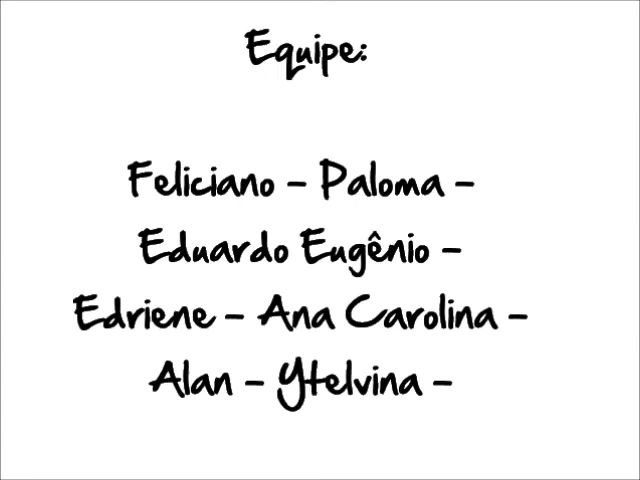 Equipe:
Feliciano - Paloma -
Eduardo Eugênio -
Edriene - Ana Carolina -
Alan - Ytelvina -